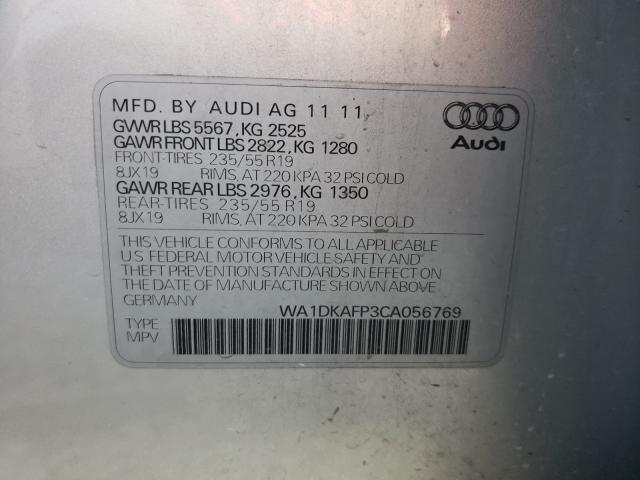 MFD. BY AUDI AG 11 11
GVWR LBS 5567, KG 2525
GAWR FRONT LBS 2822, KG 1280
FRONT-TIRES 235/55 R19
8JX19 RIMS, AT 220 KPA 32 PSI COLD
GAWR REAR LBS 2976, KG 1350
REAR-TIRES 235/55 R19
8JX19 RIMS, AT 220 KPA 32 PSI COLD
Audi
THIS VEHICLE CONFORMS TO ALL APPLICABLE
U.S FEDERAL MOTOR VEHICLE SAFETY AND
THEFT PREVENTION STANDARDS IN EFFECT ON
THE DATE OF MANUFACTURE SHOWN ABOVE.
GERMANY WA1DKAFP3CA056769
TYPE
MPV